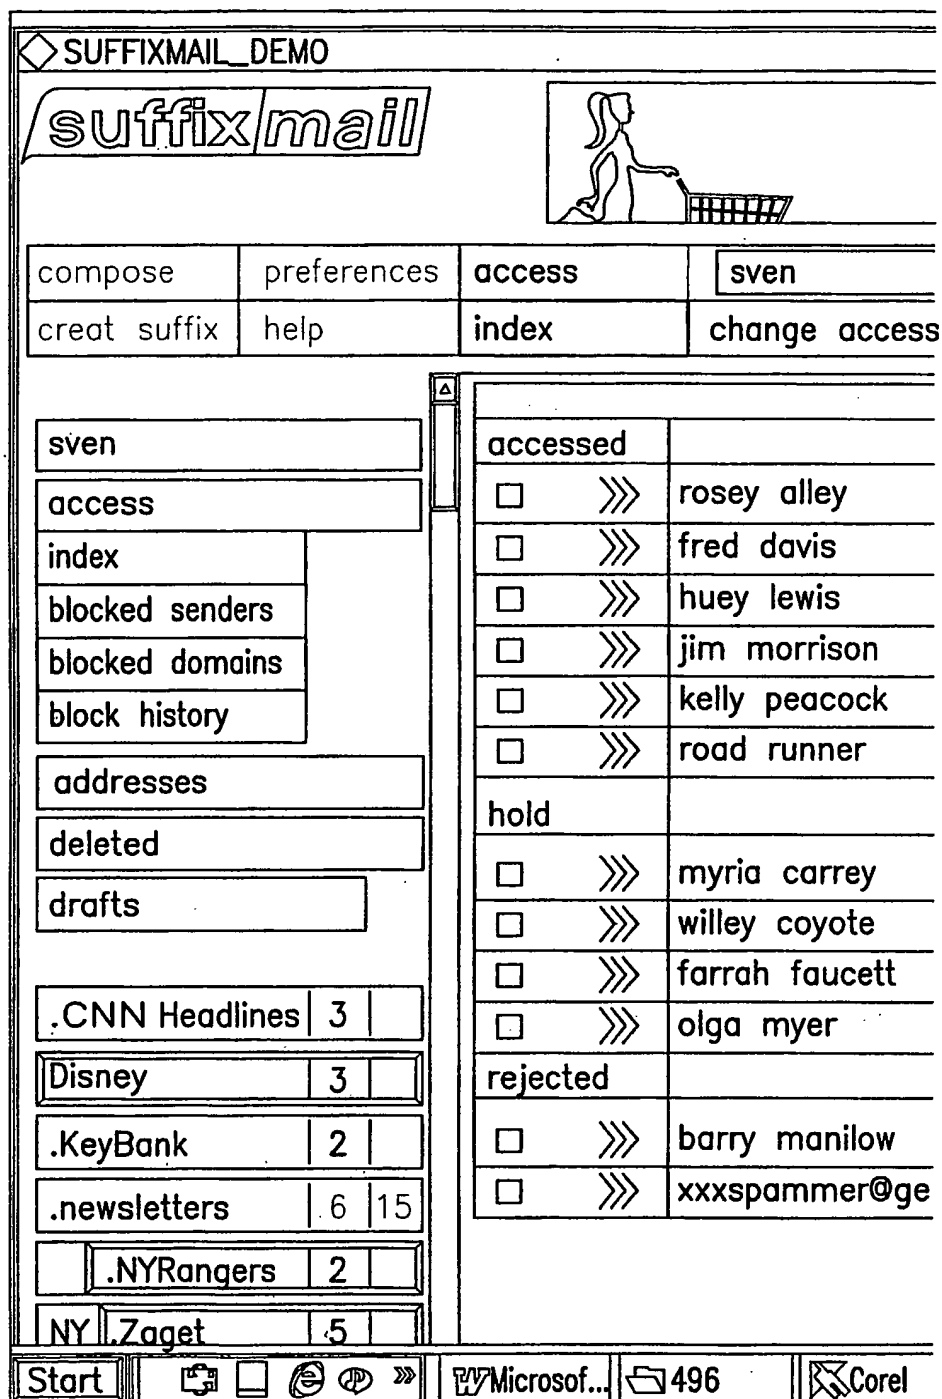 SUFFIXMAIL_DEMO
suffixmail
compose preferences access sven
creat suffix help index change access
sven
access
index
blocked senders
blocked domains
block history
addresses
deleted
drafts
.CNN Headlines 3
Disney 3
.KeyBank 2
.newsletters 6 15
.NYRangers 2
NY .Zaget 5
accessed
>>> rosey alley
>>> fred davis
>>> huey lewis
>>> jim morrison
>>> kelly peacock
>>> road runner
hold
>>> myria carrey
>>> willey coyote
>>> farrah faucett
>>> olga myer
rejected
>>> barry manilow
>>> xxxspammer@ge
Start » Microsof... 496 Corel